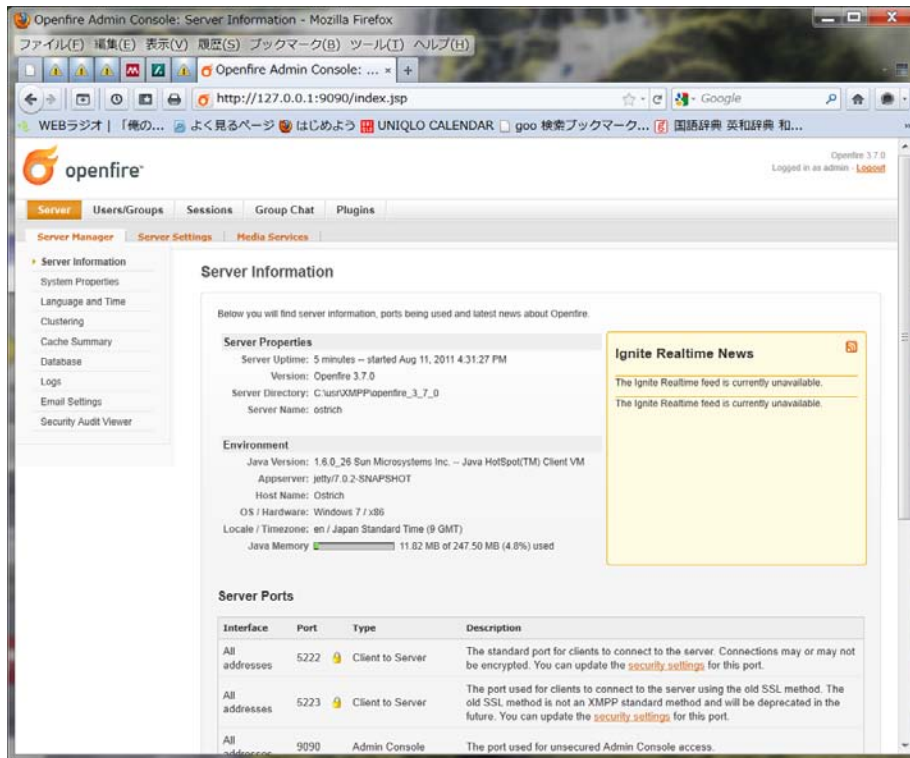 Openfire Admin Console: Server Information - Mozilla Firefox
ファイル(F) 編集(E) 表示(V) 履歴(S) ブックマーク(B) ツール(T) ヘルプ(H)
Openfire Admin Console: ... × +
http://127.0.0.1:9090/index.jsp
Google
WEBラジオ | 「俺の... よく見るページ はじめよう UNIQLO CALENDAR goo 検索ブックマーク... 国語辞典 英和辞典 和... »
openfire™
Openfire 3.7.0
Logged in as admin - Logout
Server Users/Groups Sessions Group Chat Plugins
Server Manager Server Settings Media Services
Server Information
System Properties
Language and Time
Clustering
Cache Summary
Database
Logs
Email Settings
Security Audit Viewer
Server Information
Below you will find server information, ports being used and latest news about Openfire.
Server Properties
Server Uptime: 5 minutes -- started Aug 11, 2011 4:31:27 PM
Version: Openfire 3.7.0
Server Directory: C:\usr\XMPP\openfire_3_7_0
Server Name: ostrich
Environment
Java Version: 1.6.0_26 Sun Microsystems Inc. -- Java HotSpot(TM) Client VM
Appserver: jetty/7.0.2-SNAPSHOT
Host Name: Ostrich
OS / Hardware: Windows 7 / x86
Locale / Timezone: en / Japan Standard Time (9 GMT)
Java Memory 11.82 MB of 247.50 MB (4.8%) used
Ignite Realtime News
The Ignite Realtime feed is currently unavailable.
The Ignite Realtime feed is currently unavailable.
Server Ports
Interface Port Type Description
All addresses 5222 Client to Server The standard port for clients to connect to the server. Connections may or may not
be encrypted. You can update the security settings for this port.
All addresses 5223 Client to Server The port used for clients to connect to the server using the old SSL method. The
old SSL method is not an XMPP standard method and will be deprecated in the
future. You can update the security settings for this port.
All addresses 9090 Admin Console The port used for unsecured Admin Console access.